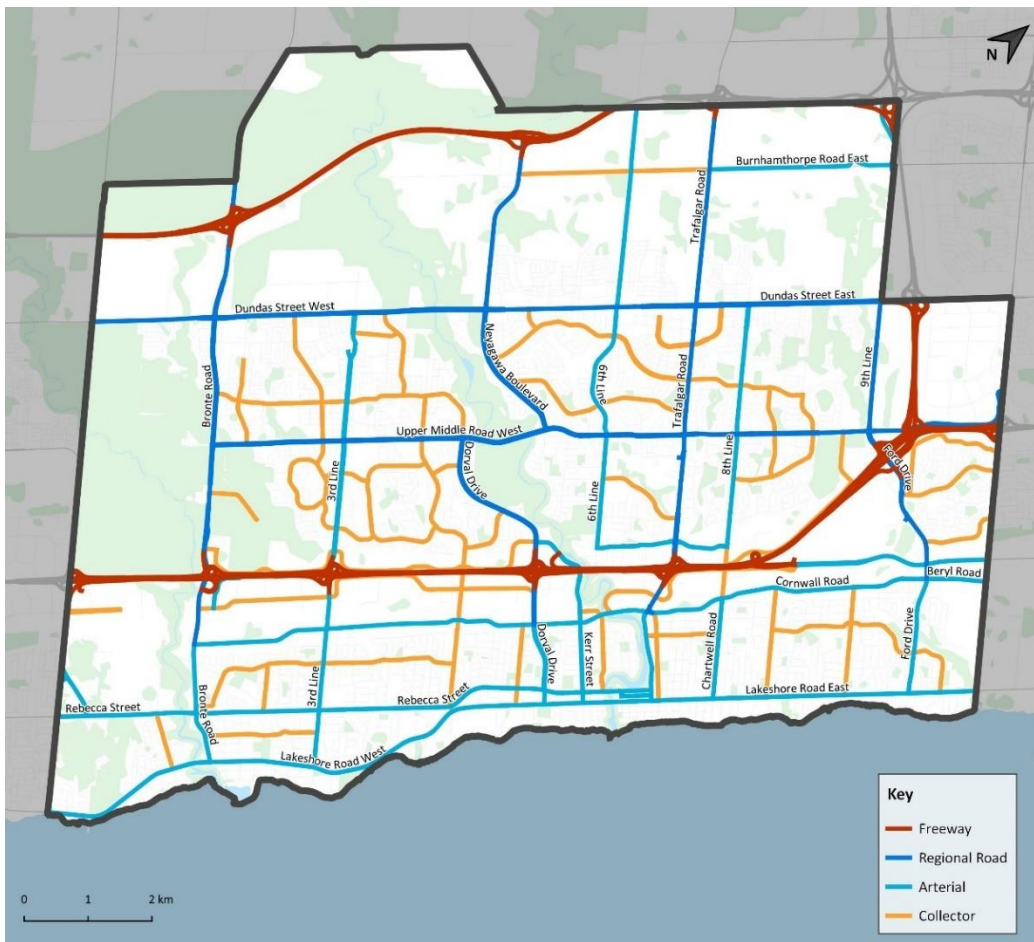 N
Burnhamthorpe Road East
Trafalgar Road
Dundas Street West
Dundas Street East
Neyagawa Boulevard
6th Line
9th Line
Bronte Road
Trafalgar Road
Upper Middle Road West
8th Line
Dorval Drive
3rd Line
Ford Drive
6th Line
Cornwall Road
Beryl Road
Dorval Drive
Kerr Street
Chartwell Road
Ford Drive
3rd Line
Bronte Road
Rebecca Street
Rebecca Street
Lakeshore Road East
Lakeshore Road West
Key
Freeway
Regional Road
Arterial
Collector
0 1 2 km